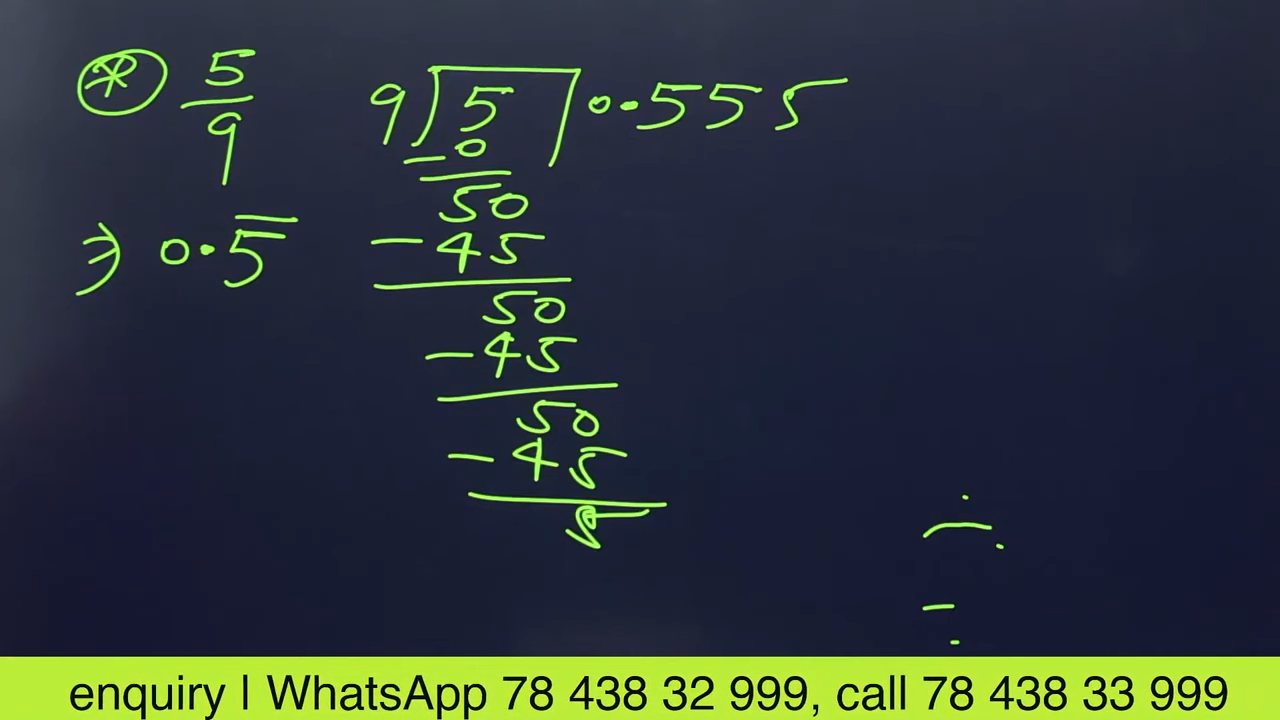 * 5/9 9)5( 0.555
- 0
50
⇒ 0.5̅ - 45
50
- 45
50
- 45
5
enquiry | WhatsApp 78 438 32 999, call 78 438 33 999